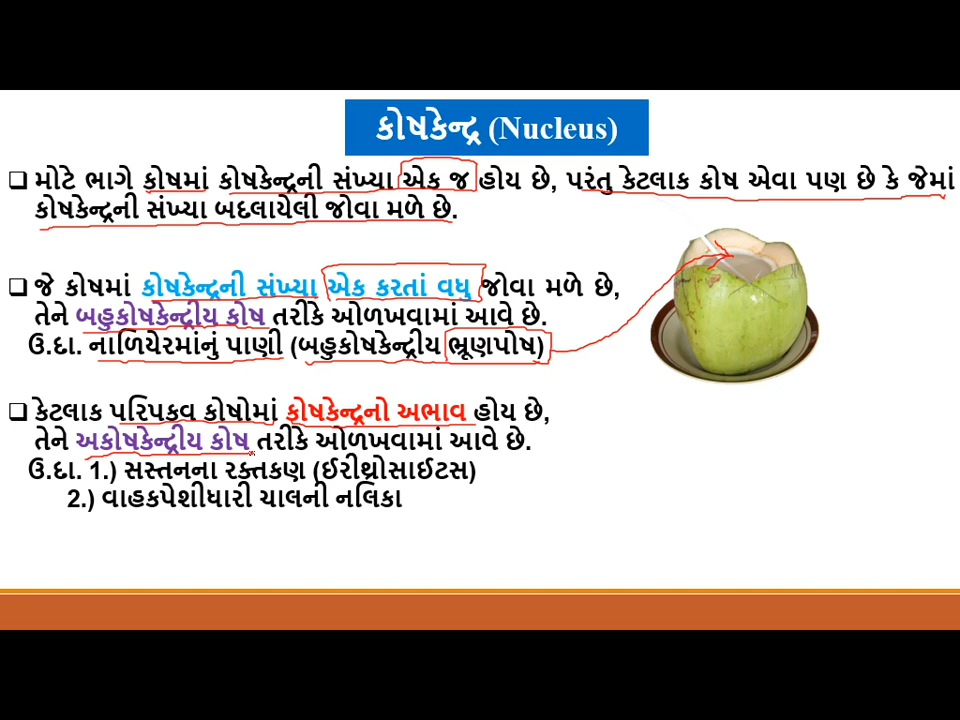 કોષકેન્દ્ર (Nucleus)
❑ મોટે ભાગે કોષમાં કોષકેન્દ્રની સંખ્યા એક જ હોય છે, પરંતુ કેટલાક કોષ એવા પણ છે કે જેમાં
કોષકેન્દ્રની સંખ્યા બદલાયેલી જોવા મળે છે.
❑ જે કોષમાં કોષકેન્દ્રની સંખ્યા એક કરતાં વધુ જોવા મળે છે,
તેને બહુકોષકેન્દ્રીય કોષ તરીકે ઓળખવામાં આવે છે.
ઉ.દા. નાળિયેરમાંનું પાણી (બહુકોષકેન્દ્રીય ભ્રૂણપોષ)
❑ કેટલાક પરિપકવ કોષોમાં કોષકેન્દ્રનો અભાવ હોય છે,
તેને અકોષકેન્દ્રીય કોષ તરીકે ઓળખવામાં આવે છે.
ઉ.દા. 1.) સસ્તનના રક્તકણ (ઈરીથ્રોસાઈટસ)
2.) વાહકપેશીધારી ચાલની નલિકા